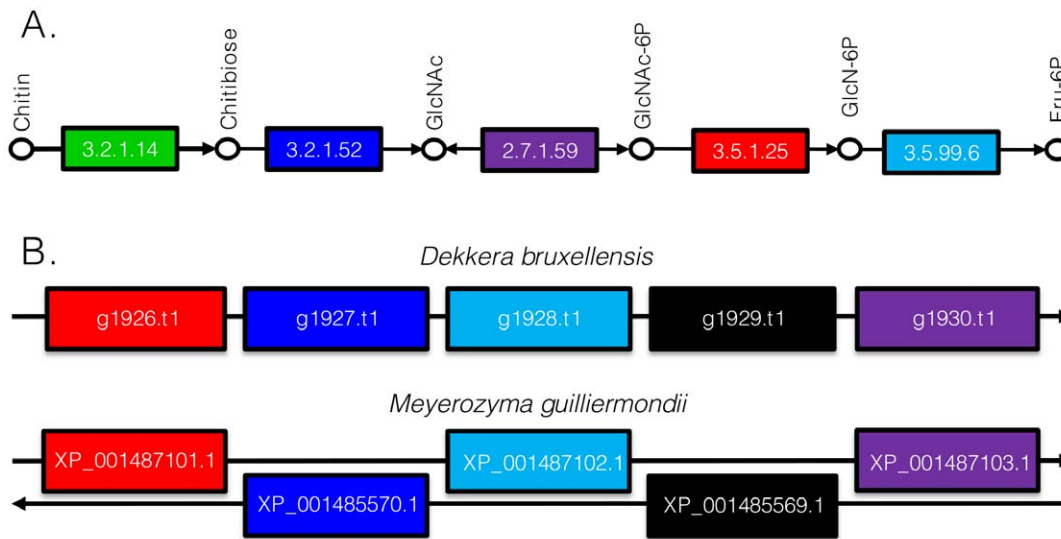 A.
Chitin
Chitibiose
GlcNAc
GlcNAc-6P
GlcN-6P
Fru-6P
3.2.1.14
3.2.1.52
2.7.1.59
3.5.1.25
3.5.99.6
B.
Dekkera bruxellensis
g1926.t1
g1927.t1
g1928.t1
g1929.t1
g1930.t1
Meyerozyma guilliermondii
XP_001487101.1
XP_001487102.1
XP_001487103.1
XP_001485570.1
XP_001485569.1